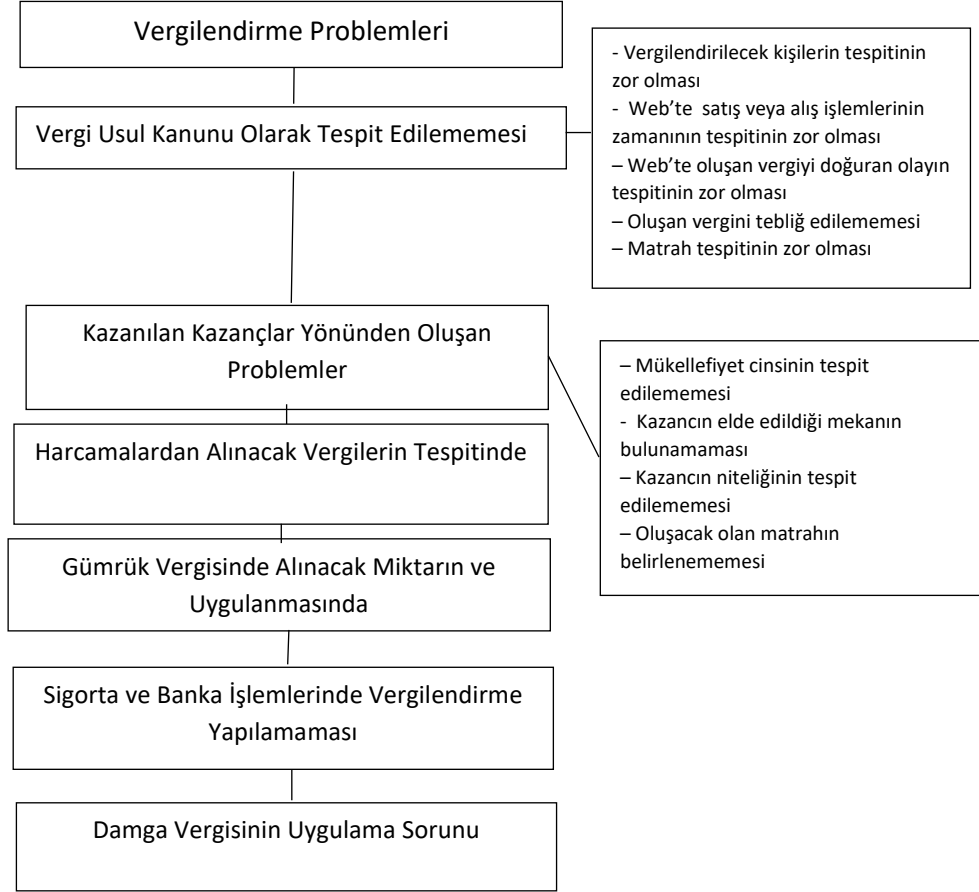 Vergilendirme Problemleri
Vergi Usul Kanunu Olarak Tespit Edilememesi
- Vergilendirilecek kişilerin tespitinin
zor olması
- Web’te satış veya alış işlemlerinin
zamanının tespitinin zor olması
– Web’te oluşan vergiyi doğuran olayın
tespitinin zor olması
– Oluşan vergini tebliğ edilememesi
– Matrah tespitinin zor olması
Kazanılan Kazançlar Yönünden Oluşan
Problemler
– Mükellefiyet cinsinin tespit
edilememesi
- Kazancın elde edildiği mekanın
bulunamaması
– Kazancın niteliğinin tespit
edilememesi
– Oluşacak olan matrahın
belirlenememesi
Harcamalardan Alınacak Vergilerin Tespitinde
Gümrük Vergisinde Alınacak Miktarın ve
Uygulanmasında
Sigorta ve Banka İşlemlerinde Vergilendirme
Yapılamaması
Damga Vergisinin Uygulama Sorunu